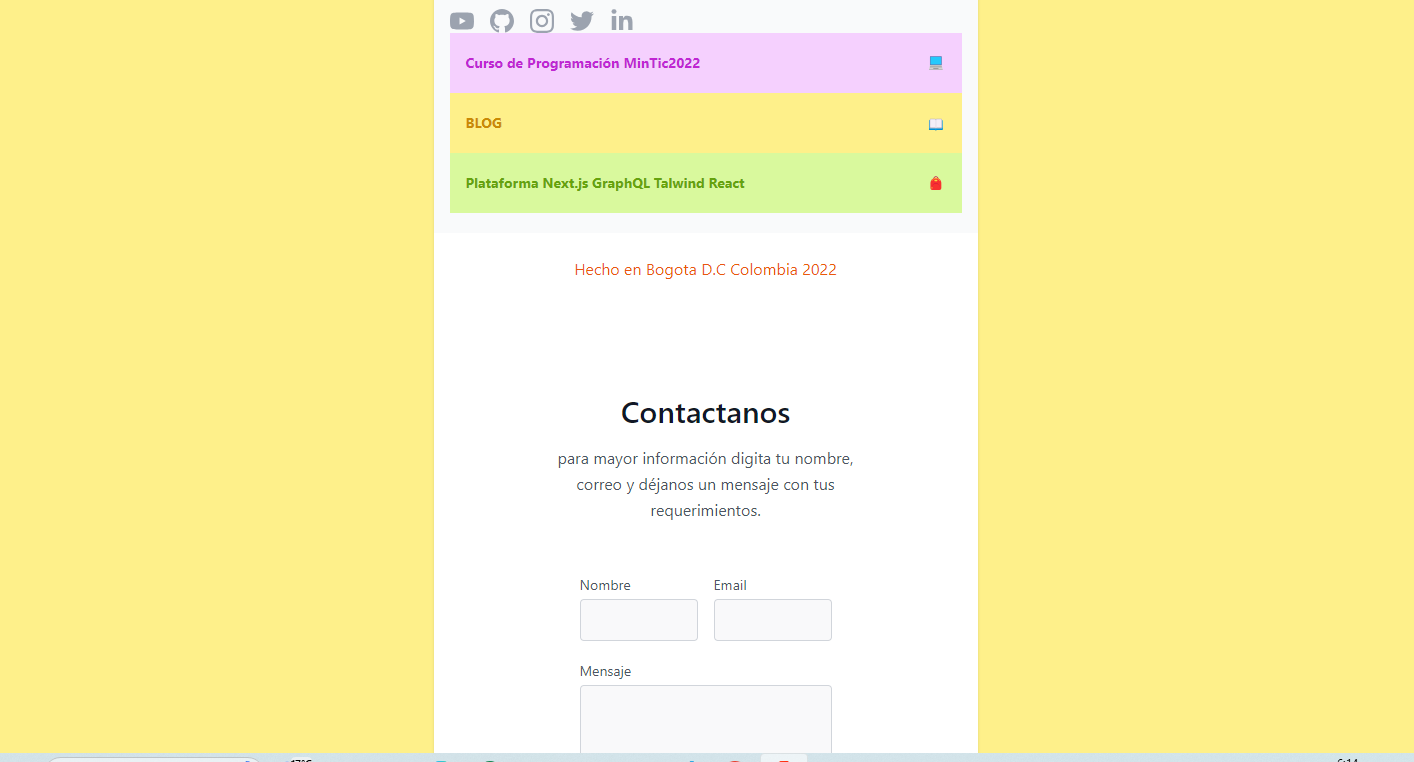 Curso de Programación MinTic2022
BLOG
Plataforma Next.js GraphQL Talwind React
Hecho en Bogota D.C Colombia 2022
Contactanos
para mayor información digita tu nombre,
correo y déjanos un mensaje con tus
requerimientos.
Nombre
Email
Mensaje